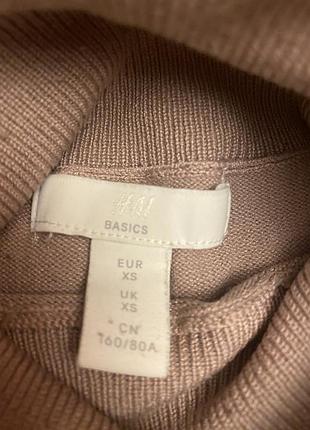 H&M
BASICS
EUR
XS
UK
XS
CN
160/80A